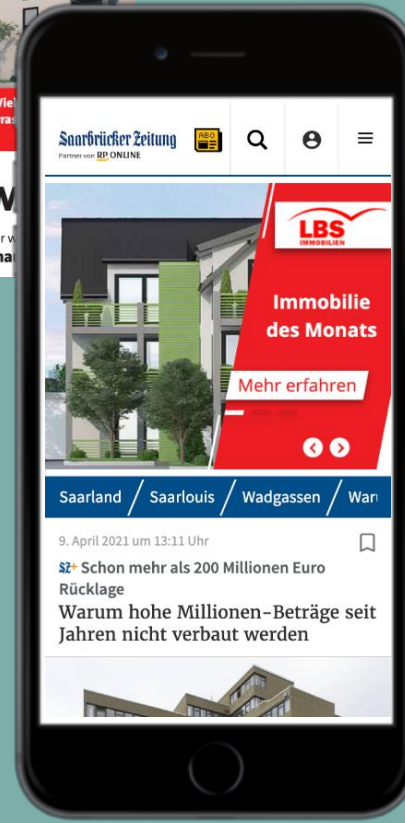 Saarbrücker Zeitung
Partner von RP ONLINE
ABO
LBS
IMMOBILIEN
Immobilie
des Monats
Mehr erfahren
Saarland / Saarlouis / Wadgassen /
9. April 2021 um 13:11 Uhr
SZ+ Schon mehr als 200 Millionen Euro
Rücklage
Warum hohe Millionen-Beträge seit
Jahren nicht verbaut werden